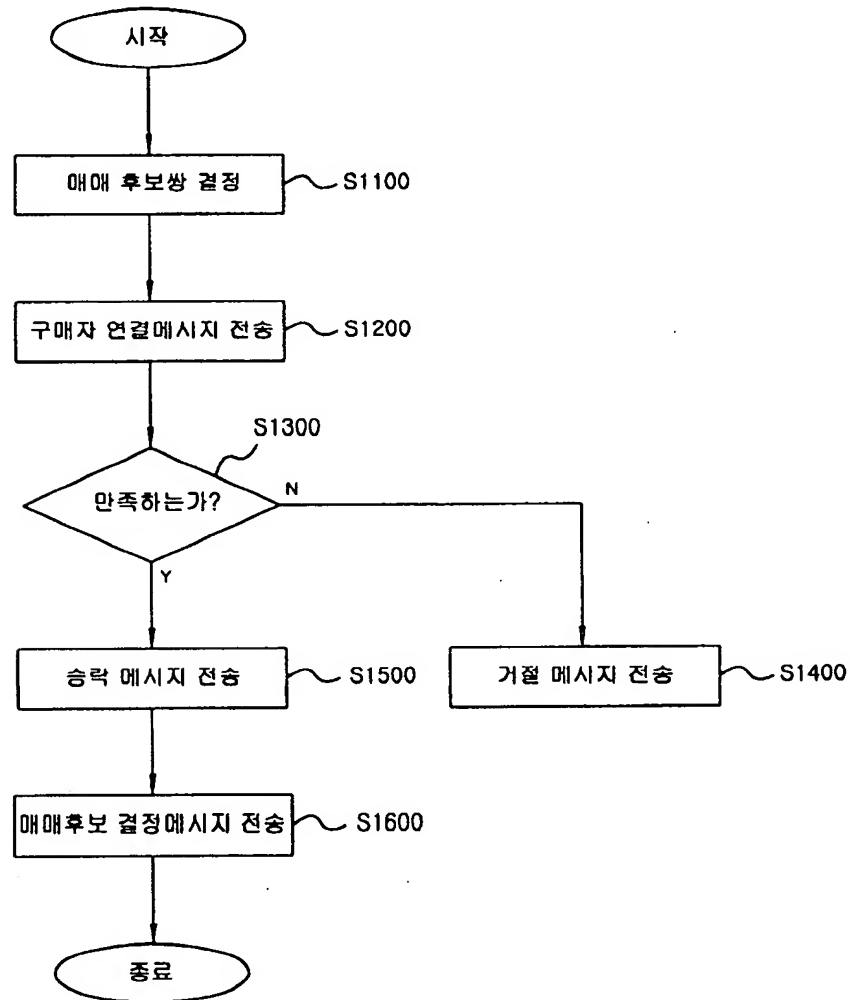 시작
매매 후보쌍 결정
S1100
구매자 연결메시지 전송
S1200
S1300
만족하는가?
N
Y
승락 메시지 전송
S1500
거절 메시지 전송
S1400
매매후보 결정메시지 전송
S1600
종료